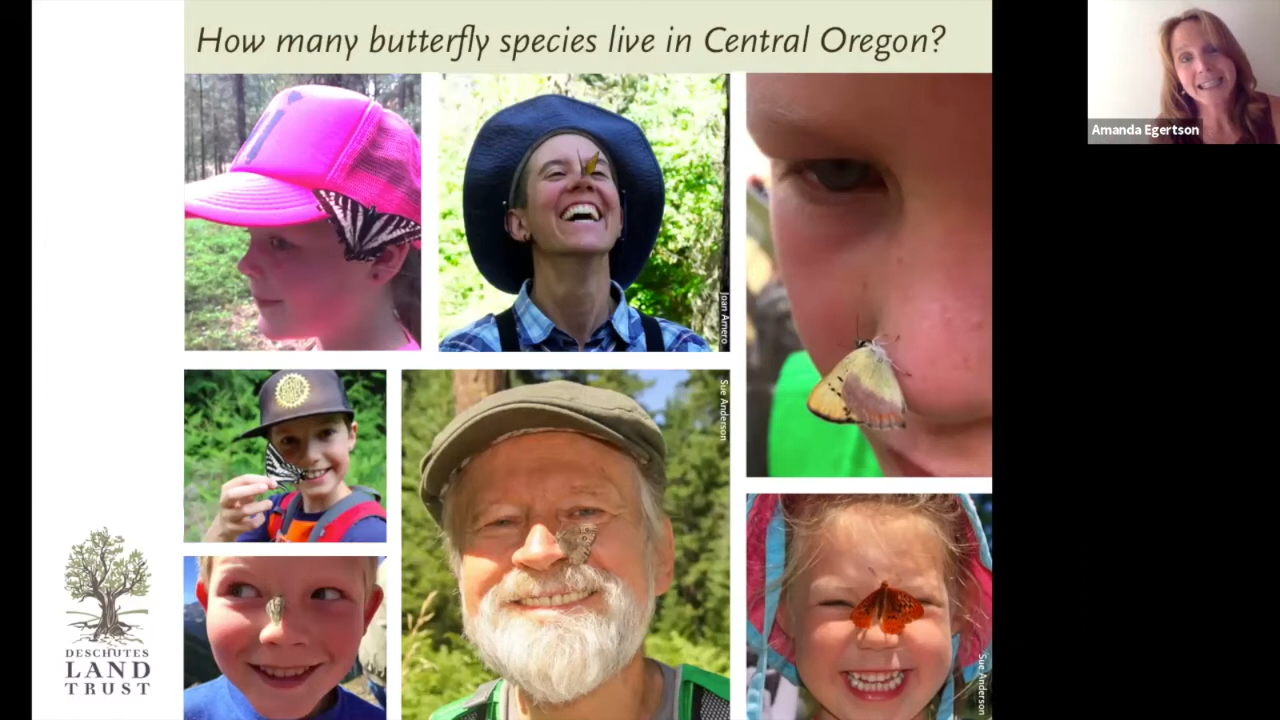 How many butterfly species live in Central Oregon?
Amanda Egertson
Joan Amero
Sue Anderson
Sue Anderson
DESCHUTES
LAND
TRUST